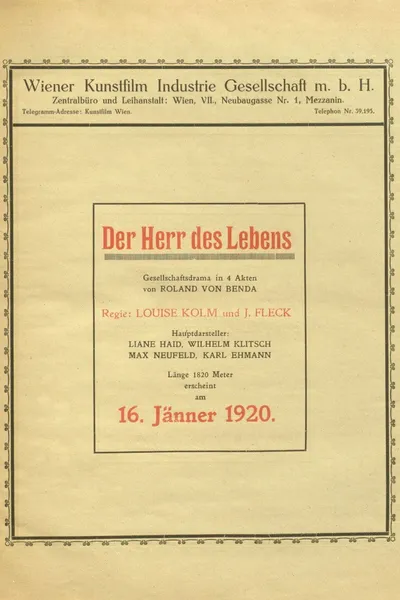 Wiener Kunstfilm Industrie Gesellschaft m. b. H.
Zentralbüro und Leihanstalt: Wien, VII., Neubaugasse Nr. 1, Mezzanin.
Telegramm-Adresse: Kunstfilm Wien. Telephon Nr. 39.195.
Der Herr des Lebens
Gesellschaftsdrama in 4 Akten
von ROLAND VON BENDA
Regie: LOUISE KOLM und J. FLECK
Hauptdarsteller:
LIANE HAID, WILHELM KLITSCH
MAX NEUFELD, KARL EHMANN
Länge 1820 Meter
erscheint
am
16. Jänner 1920.